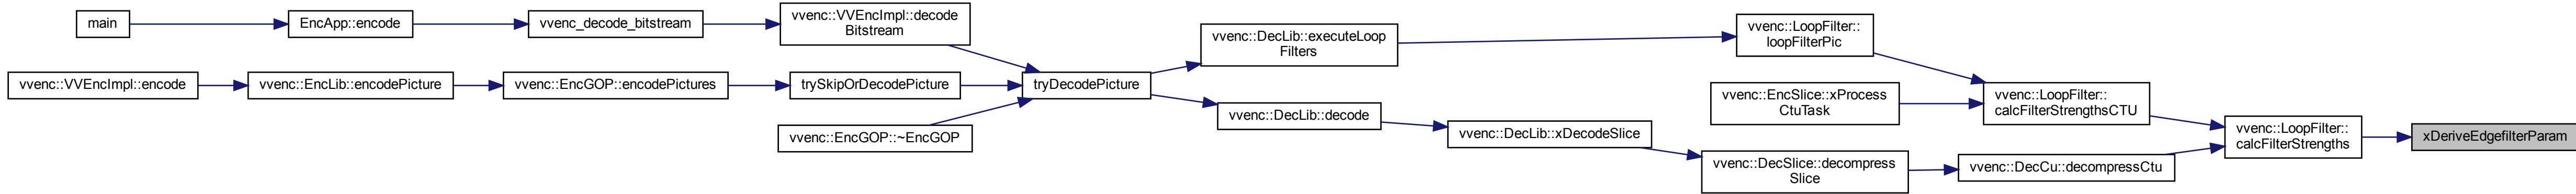 main
EncApp::encode
vvenc_decode_bitstream
vvenc::VVEncImpl::decode
Bitstream
vvenc::VVEncImpl::encode
vvenc::EncLib::encodePicture
vvenc::EncGOP::encodePictures
trySkipOrDecodePicture
vvenc::EncGOP::~EncGOP
tryDecodePicture
vvenc::DecLib::executeLoop
Filters
vvenc::DecLib::decode
vvenc::DecLib::xDecodeSlice
vvenc::LoopFilter::
loopFilterPic
vvenc::EncSlice::xProcess
CtuTask
vvenc::DecSlice::decompress
Slice
vvenc::LoopFilter::
calcFilterStrengthsCTU
vvenc::DecCu::decompressCtu
vvenc::LoopFilter::
calcFilterStrengths
xDeriveEdgefilterParam